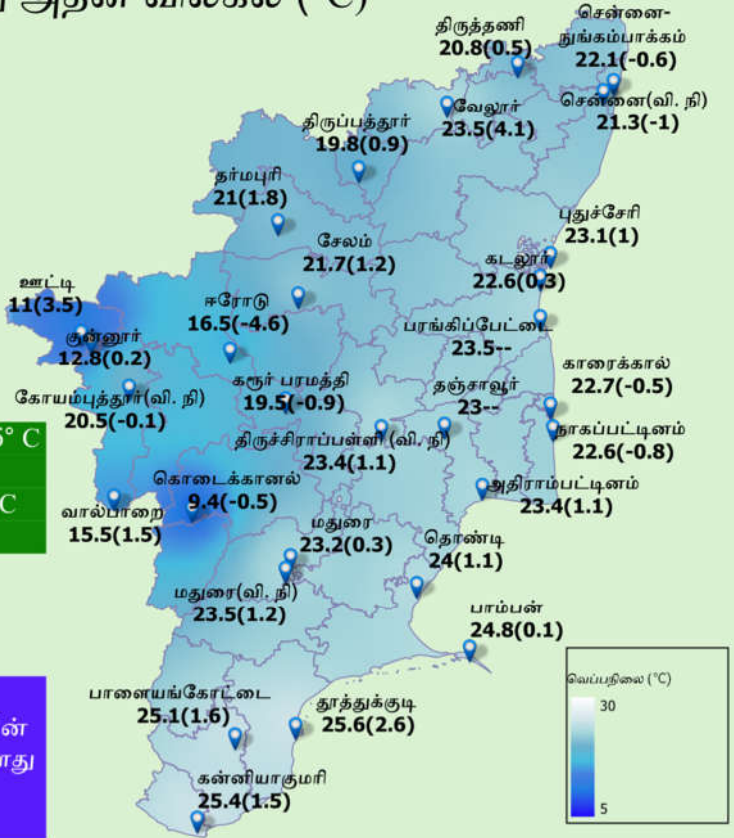 அதன் விலகல் (°C)
திருத்தணி
20.8(0.5)
சென்னை-
நுங்கம்பாக்கம்
22.1(-0.6)
வேலூர்
23.5(4.1)
சென்னை(வி. நி)
21.3(-1)
திருப்பத்தூர்
19.8(0.9)
தர்மபுரி
21(1.8)
சேலம்
21.7(1.2)
புதுச்சேரி
23.1(1)
கடலூர்
22.6(0.3)
ஊட்டி
11(3.5)
ஈரோடு
16.5(-4.6)
குன்னூர்
12.8(0.2)
பரங்கிப்பேட்டை
23.5--
கோயம்புத்தூர்(வி. நி)
20.5(-0.1)
கரூர் பரமத்தி
19.5(-0.9)
தஞ்சாவூர்
23--
காரைக்கால்
22.7(-0.5)
திருச்சிராப்பள்ளி (வி. நி)
23.4(1.1)
நாகப்பட்டினம்
22.6(-0.8)
° C
C
கொடைக்கானல்
9.4(-0.5)
அதிராம்பட்டினம்
23.4(1.1)
வால்பாறை
15.5(1.5)
மதுரை
23.2(0.3)
தொண்டி
24(1.1)
மதுரை(வி. நி)
23.5(1.2)
பாம்பன்
24.8(0.1)
பாளையங்கோட்டை
25.1(1.6)
தூத்துக்குடி
25.6(2.6)
கன்னியாகுமரி
25.4(1.5)
வெப்பநிலை (°C)
30
5